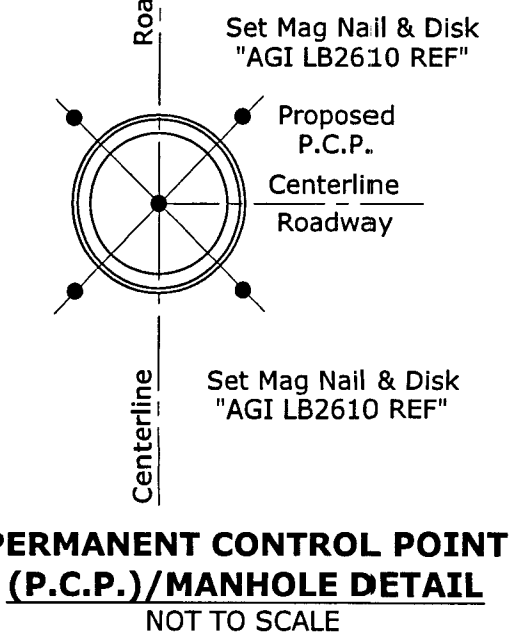 Roa
Set Mag Nail & Disk
"AGI LB2610 REF"
Proposed
P.C.P.
Centerline
Roadway
Set Mag Nail & Disk
"AGI LB2610 REF"
Centerline
PERMANENT CONTROL POINT
(P.C.P.)/MANHOLE DETAIL
NOT TO SCALE